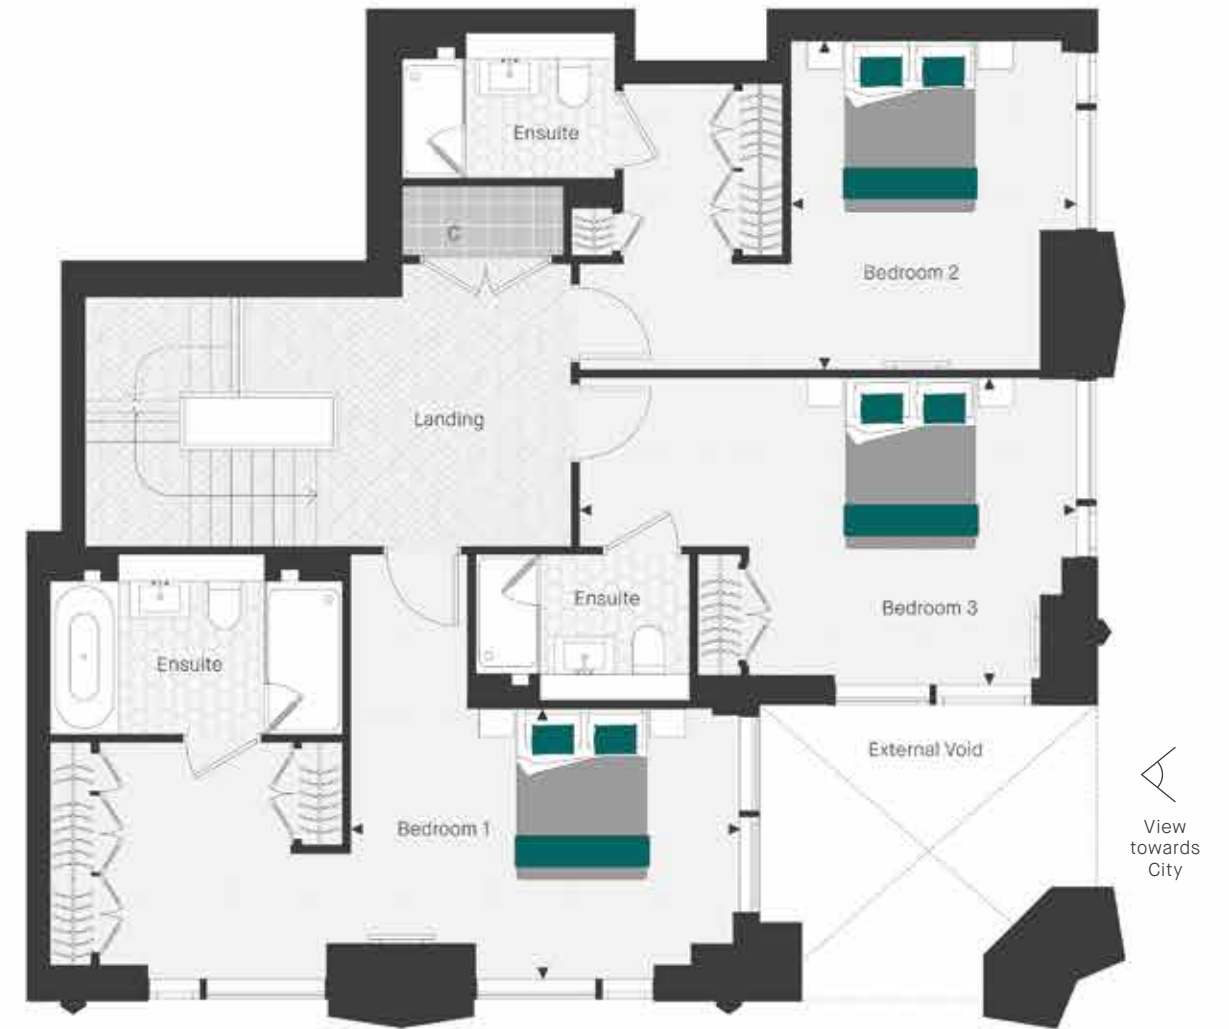 Ensuite
C
Bedroom 2
Landing
Ensuite
Bedroom 3
Ensuite
External Void
Bedroom 1
View
towards
City